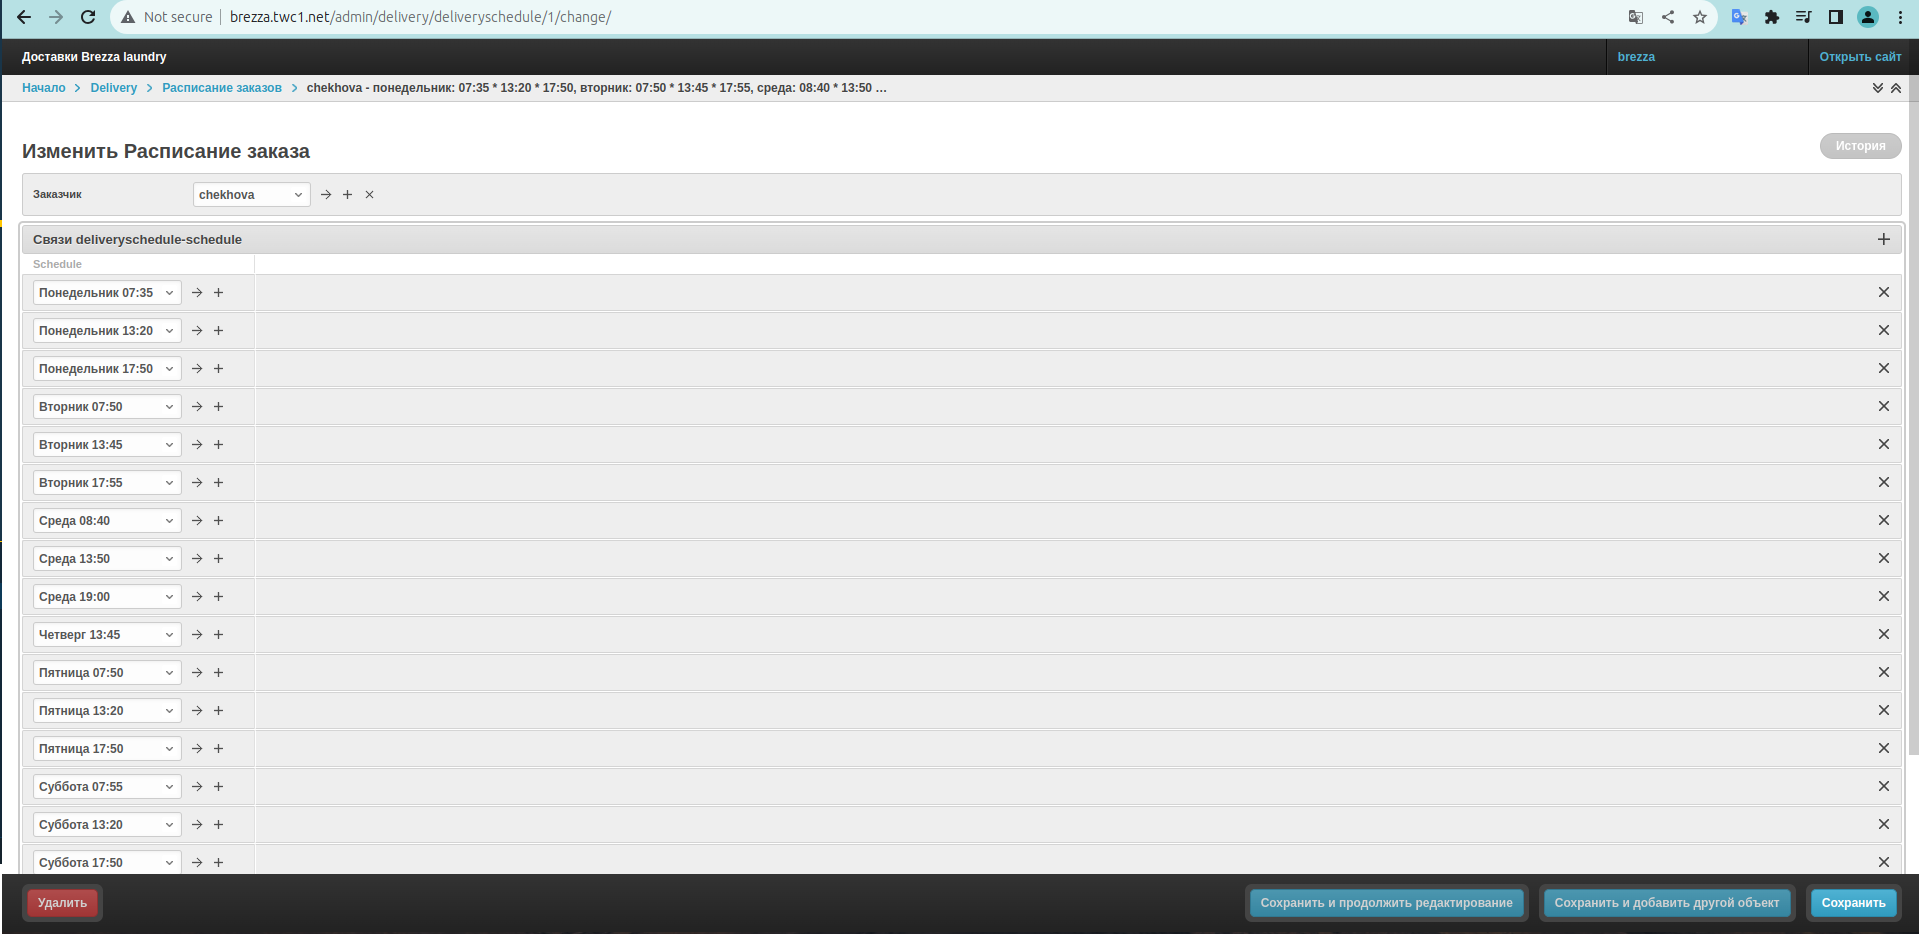 Not secure | brezza.twc1.net/admin/delivery/deliveryschedule/1/change/
Доставки Brezza laundry
brezza
Открыть сайт
Начало > Delivery > Расписание заказов > chekhova - понедельник: 07:35 * 13:20 * 17:50, вторник: 07:50 * 13:45 * 17:55, среда: 08:40 * 13:50 …
Изменить Расписание заказа
История
Заказчик
chekhova
Связи deliveryschedule-schedule
Schedule
Понедельник 07:35
Понедельник 13:20
Понедельник 17:50
Вторник 07:50
Вторник 13:45
Вторник 17:55
Среда 08:40
Среда 13:50
Среда 19:00
Четверг 13:45
Пятница 07:50
Пятница 13:20
Пятница 17:50
Суббота 07:55
Суббота 13:20
Суббота 17:50
Удалить
Сохранить и продолжить редактирование
Сохранить и добавить другой объект
Сохранить